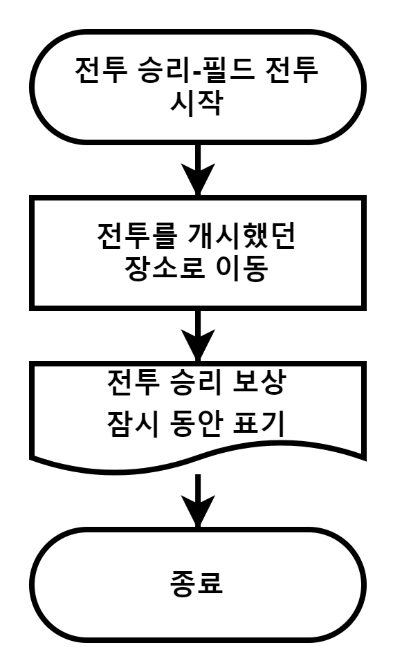 전투 승리-필드 전투
시작
전투를 개시했던
장소로 이동
전투 승리 보상
잠시 동안 표기
종료